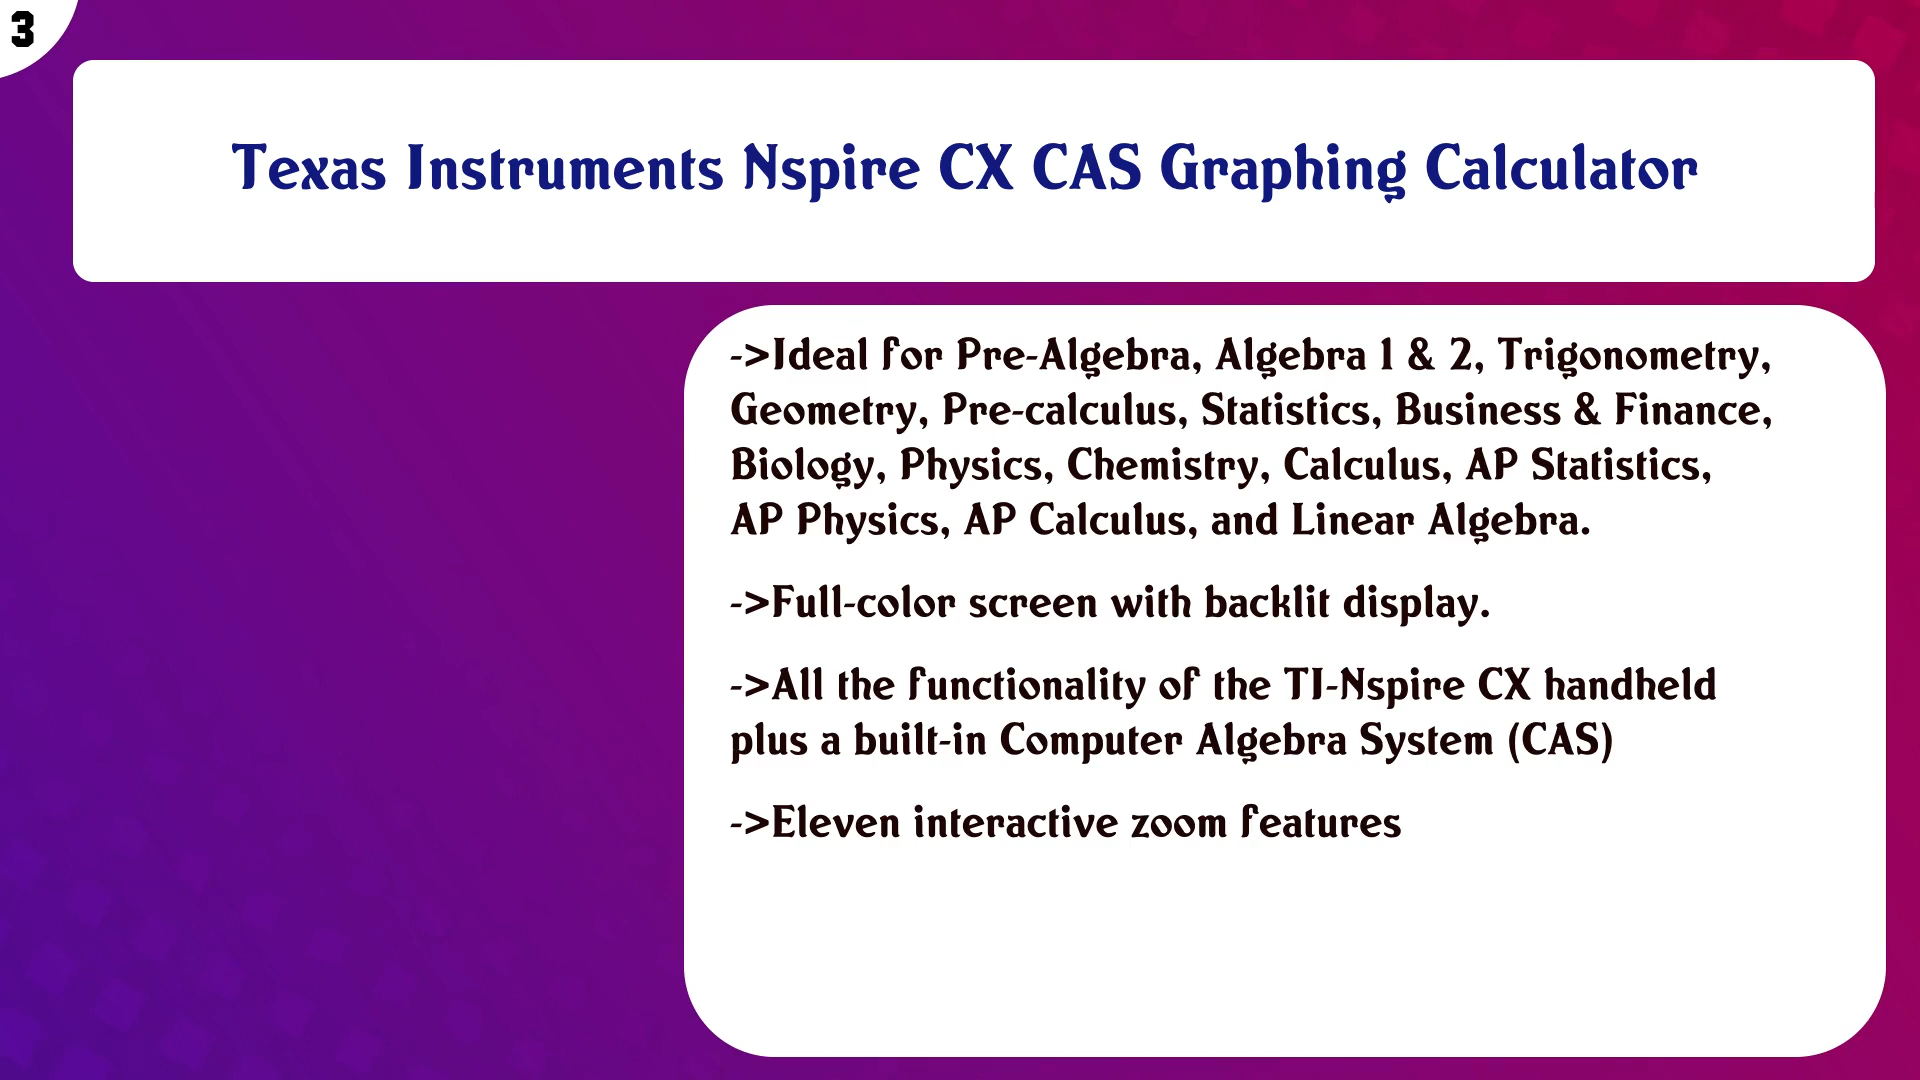 3
Texas Instruments Nspire CX CAS Graphing Calculator
->Ideal for Pre-Algebra, Algebra 1 & 2, Trigonometry,
Geometry, Pre-calculus, Statistics, Business & Finance,
Biology, Physics, Chemistry, Calculus, AP Statistics,
AP Physics, AP Calculus, and Linear Algebra.
->Full-color screen with backlit display.
->All the functionality of the TI-Nspire CX handheld
plus a built-in Computer Algebra System (CAS)
->Eleven interactive zoom features